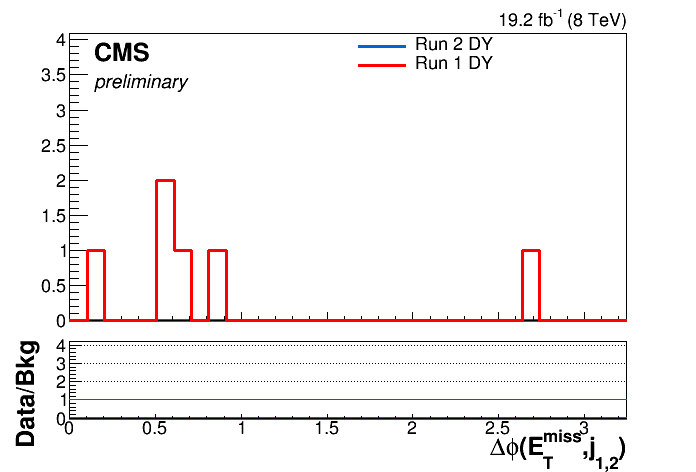 19.2 fb⁻¹ (8 TeV)
CMS
preliminary
Run 2 DY
Run 1 DY
4
3.5
3
2.5
2
1.5
1
0.5
0
Data/Bkg
4
3
2
1
0
0 0.5 1 1.5 2 2.5 3
Δϕ(E_T^miss,j_1,2)